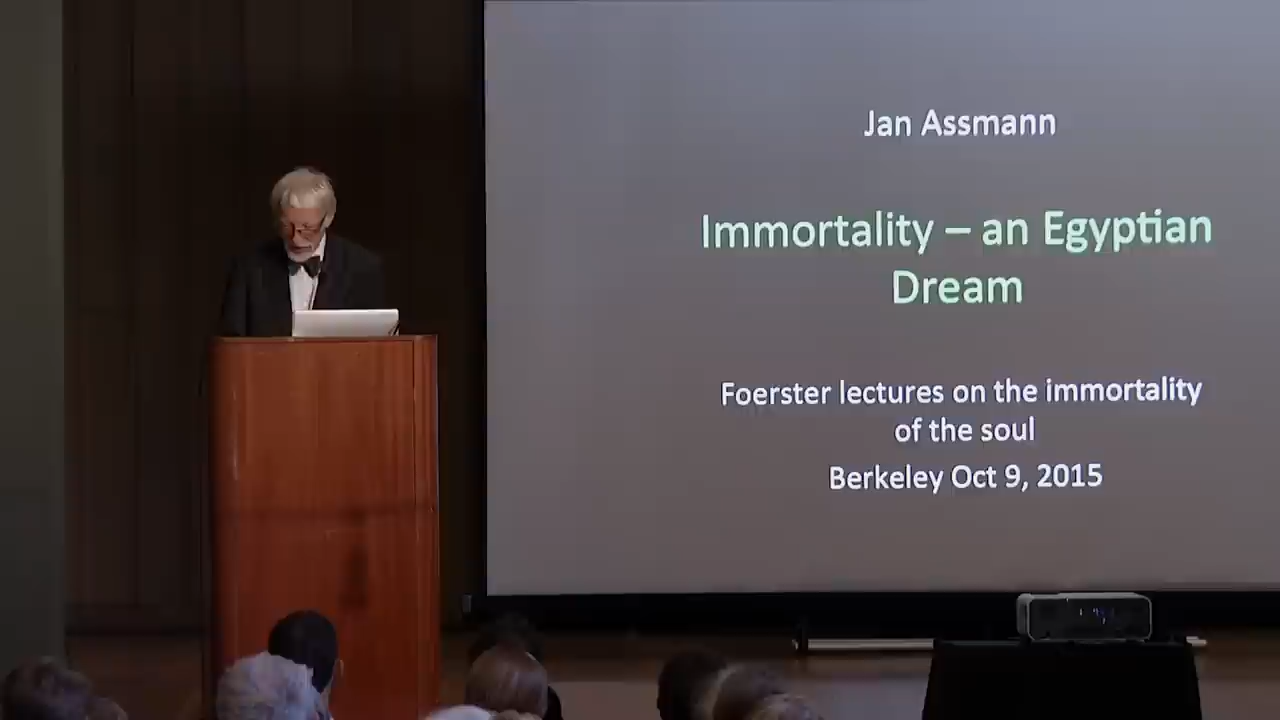 Jan Assmann
Immortality – an Egyptian
Dream
Foerster lectures on the immortality
of the soul
Berkeley Oct 9, 2015